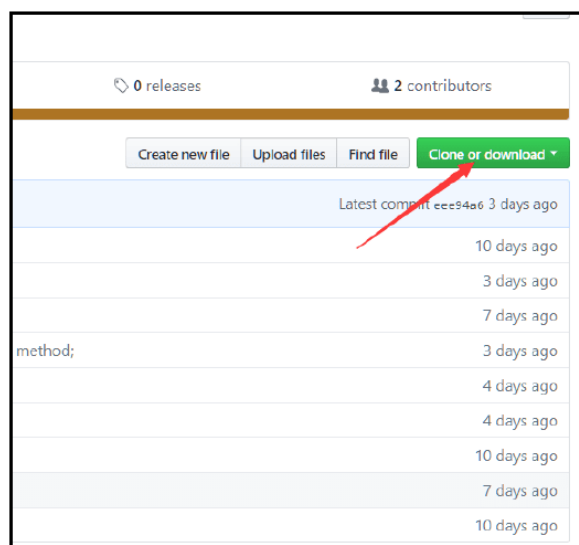 0 releases 2 contributors
Create new file Upload files Find file Clone or download
Latest commit eee94a6 3 days ago
10 days ago
3 days ago
7 days ago
method; 3 days ago
4 days ago
4 days ago
10 days ago
7 days ago
10 days ago